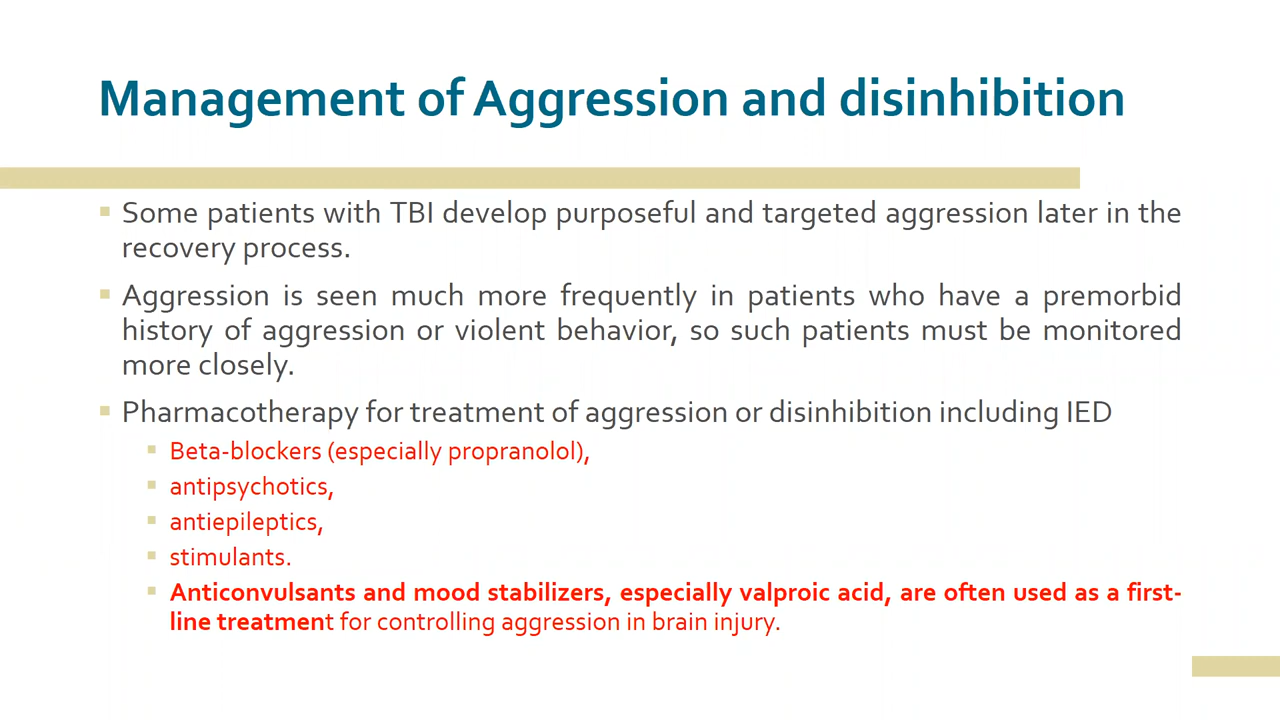 Management of Aggression and disinhibition
Some patients with TBI develop purposeful and targeted aggression later in the
recovery process.
Aggression is seen much more frequently in patients who have a premorbid
history of aggression or violent behavior, so such patients must be monitored
more closely.
Pharmacotherapy for treatment of aggression or disinhibition including IED
Beta-blockers (especially propranolol),
antipsychotics,
antiepileptics,
stimulants.
Anticonvulsants and mood stabilizers, especially valproic acid, are often used as a first-
line treatment for controlling aggression in brain injury.